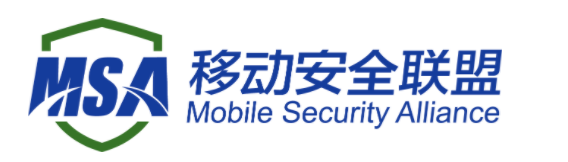 MSA
移动安全联盟
Mobile Security Alliance